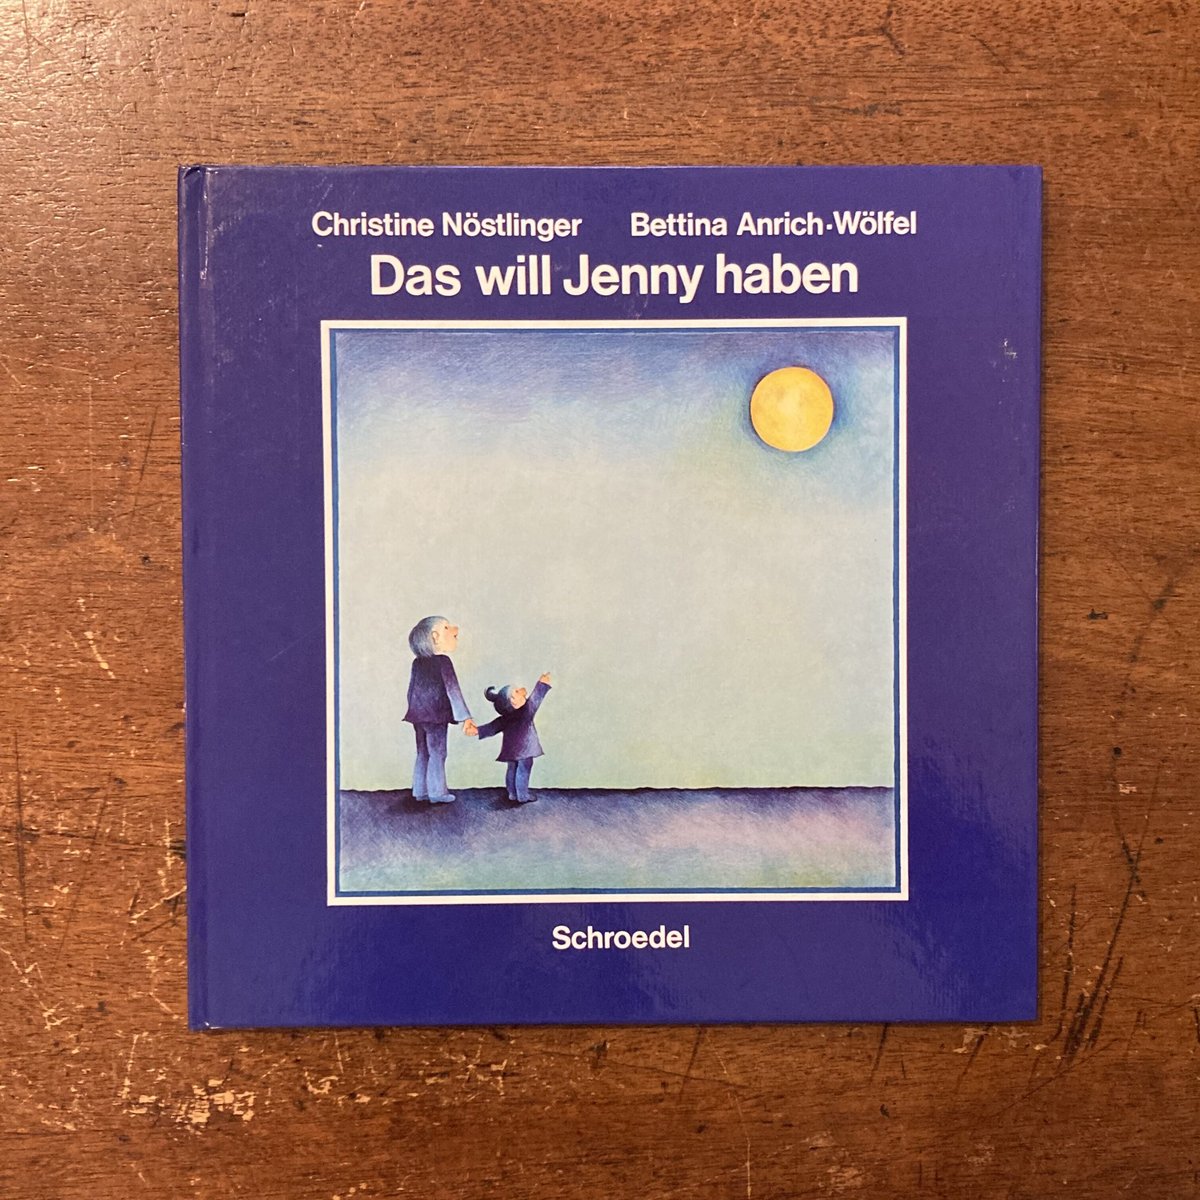 Christine Nöstlinger Bettina Anrich-Wölfel
Das will Jenny haben
Schroedel